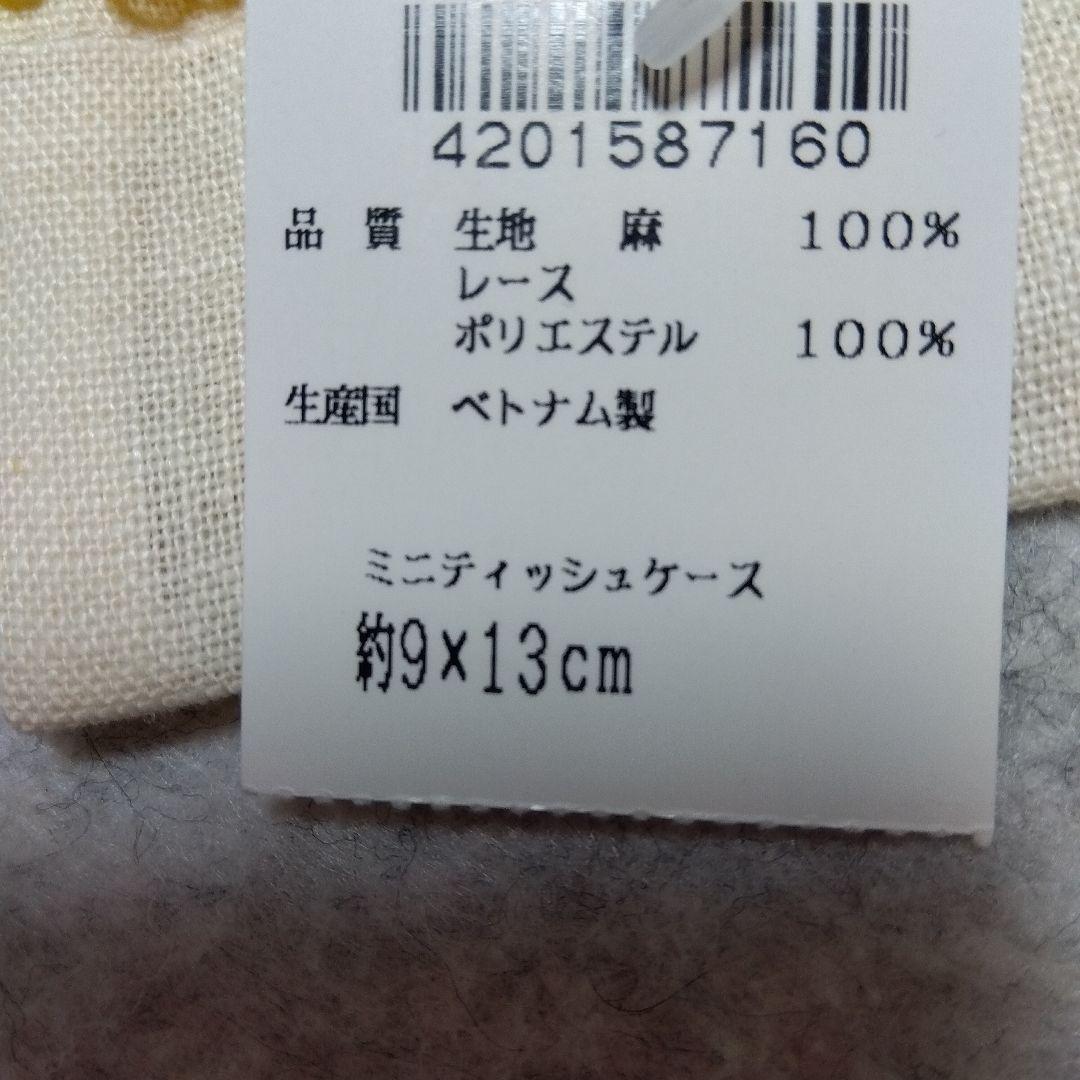 4201587160
品質 生地 麻 100%
レース
ポリエステル 100%
生産国 ベトナム製
ミニティッシュケース
約9×13cm